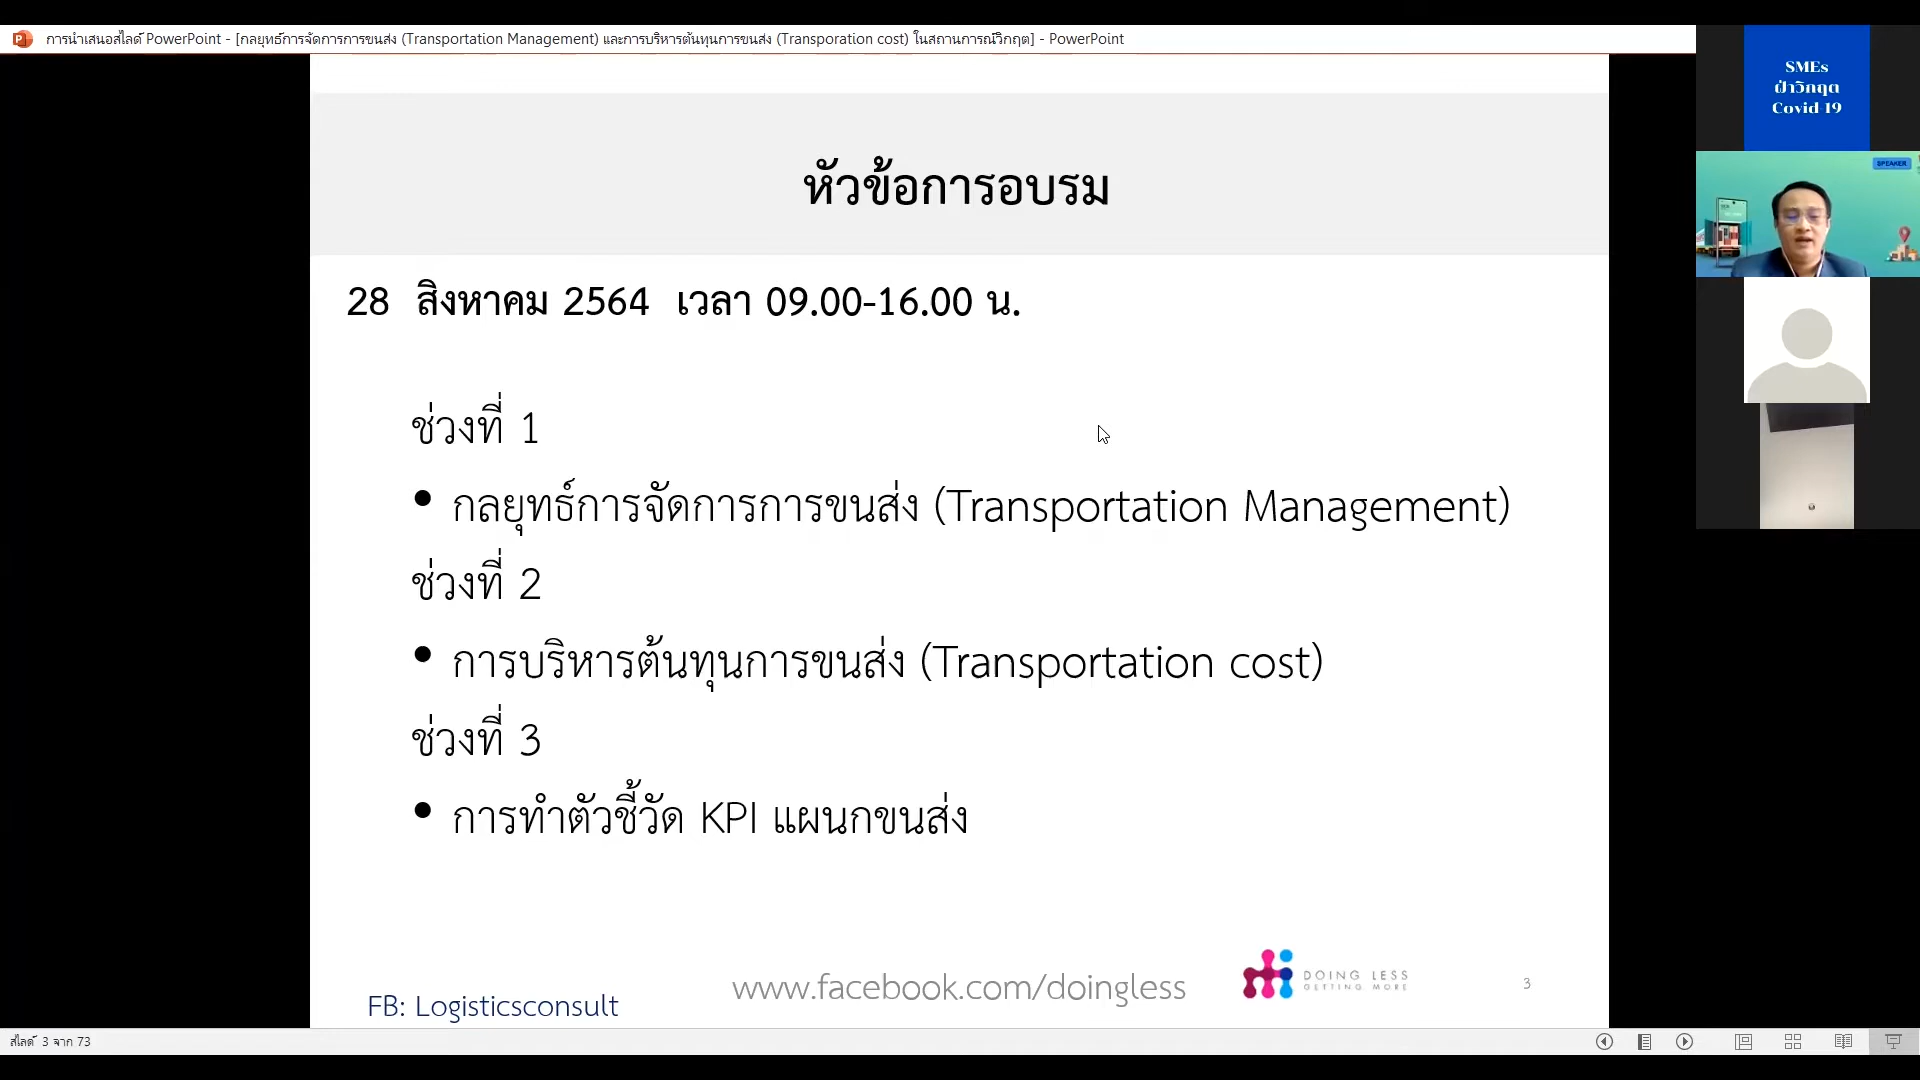 การนำเสนอสไลด์ PowerPoint - [กลยุทธ์การจัดการการขนส่ง (Transportation Management) และการบริหารต้นทุนการขนส่ง (Transporation cost) ในสถานการณ์วิกฤต] - PowerPoint
SMEs
ฝ่าวิกฤต
Covid-19
SPEAKER
หัวข้อการอบรม
28 สิงหาคม 2564 เวลา 09.00-16.00 น.
ช่วงที่ 1
• กลยุทธ์การจัดการการขนส่ง (Transportation Management)
ช่วงที่ 2
• การบริหารต้นทุนการขนส่ง (Transportation cost)
ช่วงที่ 3
• การทำตัวชี้วัด KPI แผนกขนส่ง
FB: Logisticsconsult
www.facebook.com/doingless
DOING LESS
GETTING MORE
3
สไลด์ 3 จาก 73